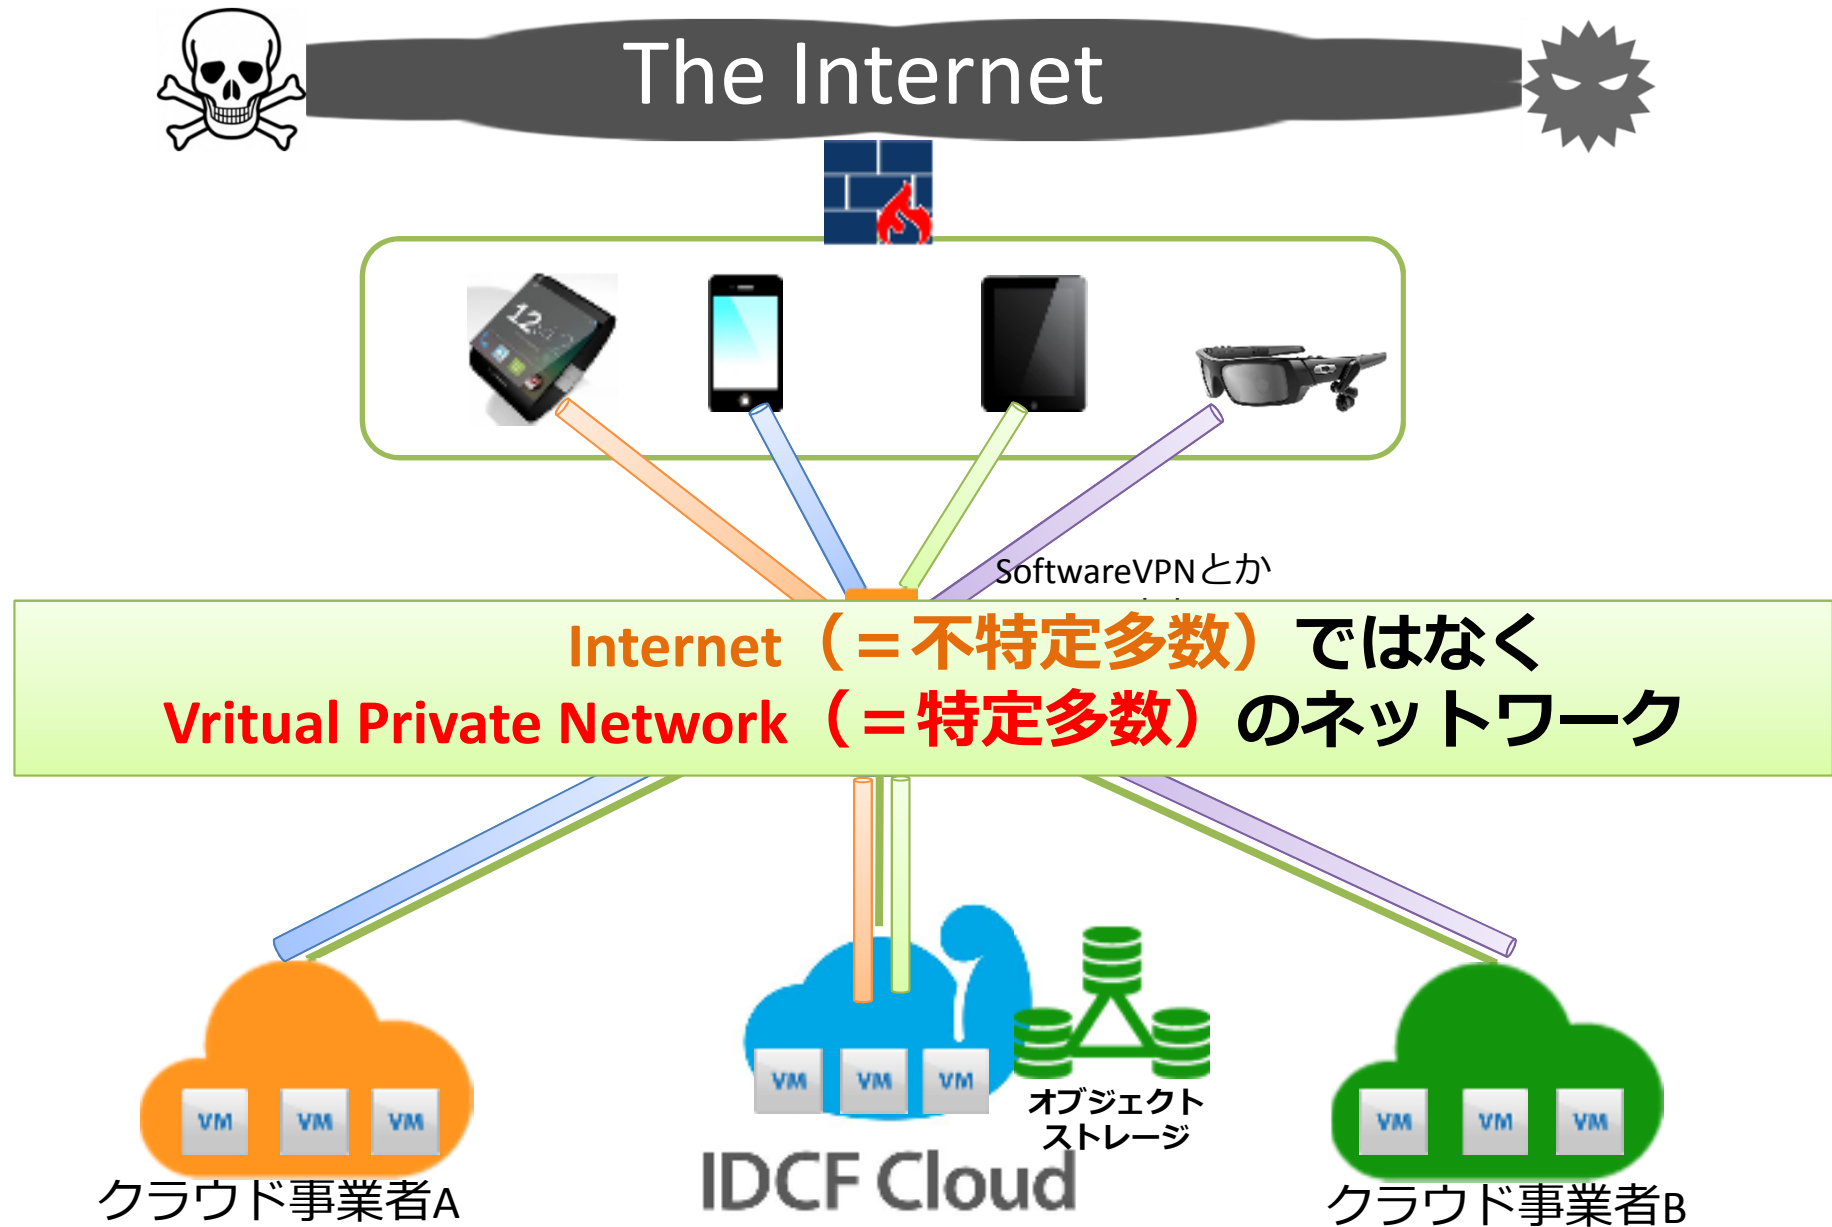 The Internet
12
SoftwareVPNとか
Internet（＝不特定多数）ではなく
Vritual Private Network（＝特定多数）のネットワーク
VM VM VM
VM VM VM
VM VM VM
オブジェクト
ストレージ
クラウド事業者A
IDCF Cloud
クラウド事業者B